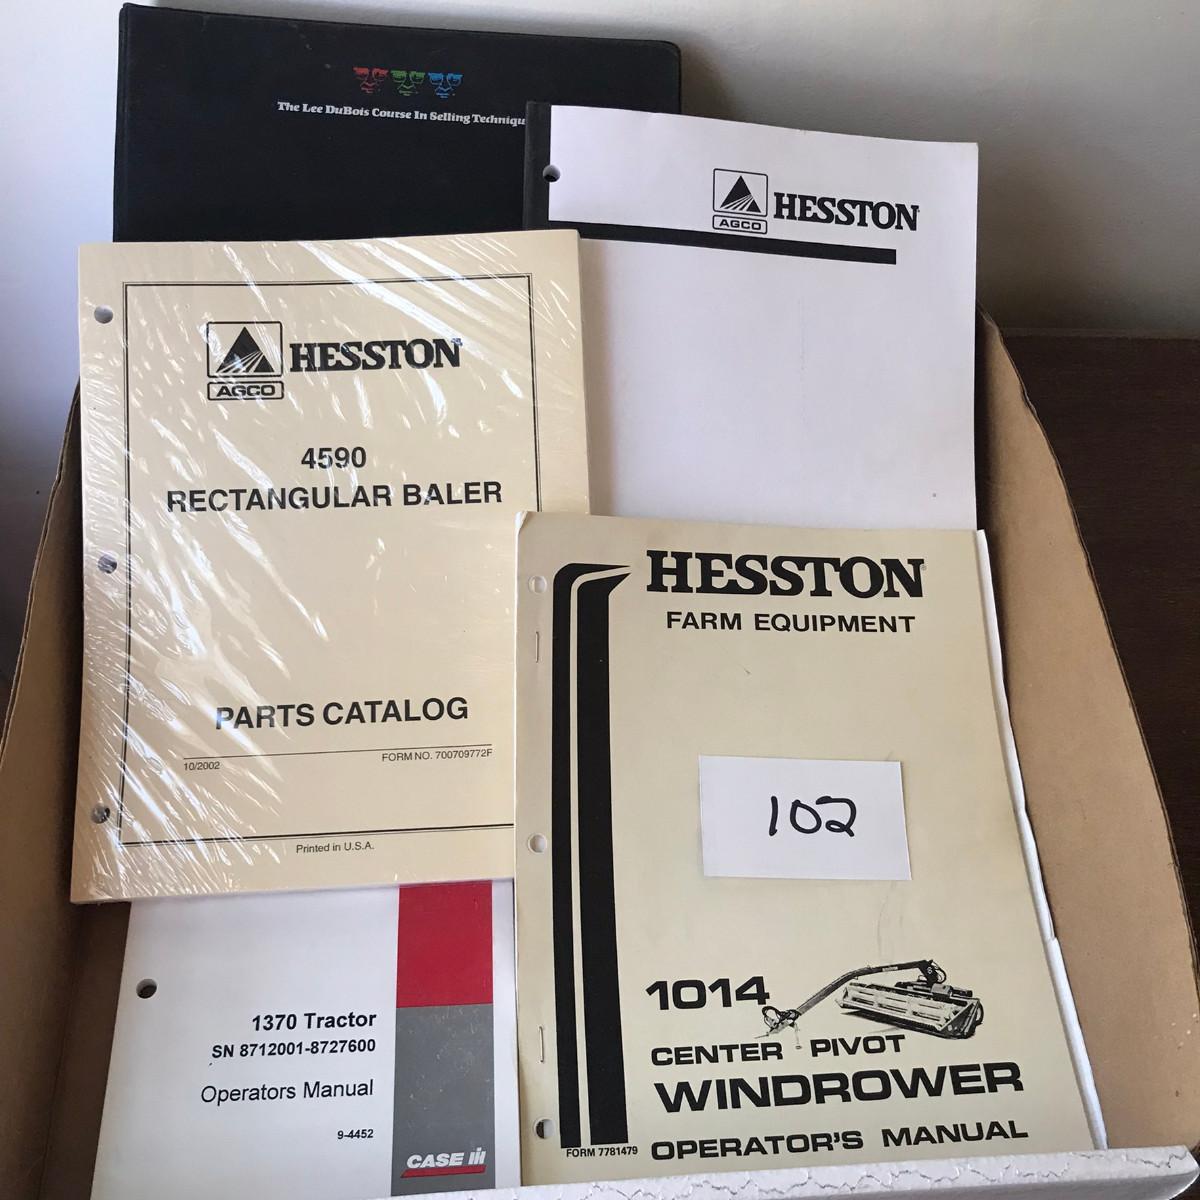 The Lee DuBois Course In Selling
AGCO
HESSTON
AGCO
HESSTON
4590
RECTANGULAR BALER
PARTS CATALOG
10/2002
FORM NO. 700709772F
Printed in U.S.A.
HESSTON
FARM EQUIPMENT
102
1014
CENTER PIVOT
WINDROWER
OPERATOR'S MANUAL
FORM 7781479
1370 Tractor
SN 8712001-8727600
Operators Manual
9-4452
CASE IH